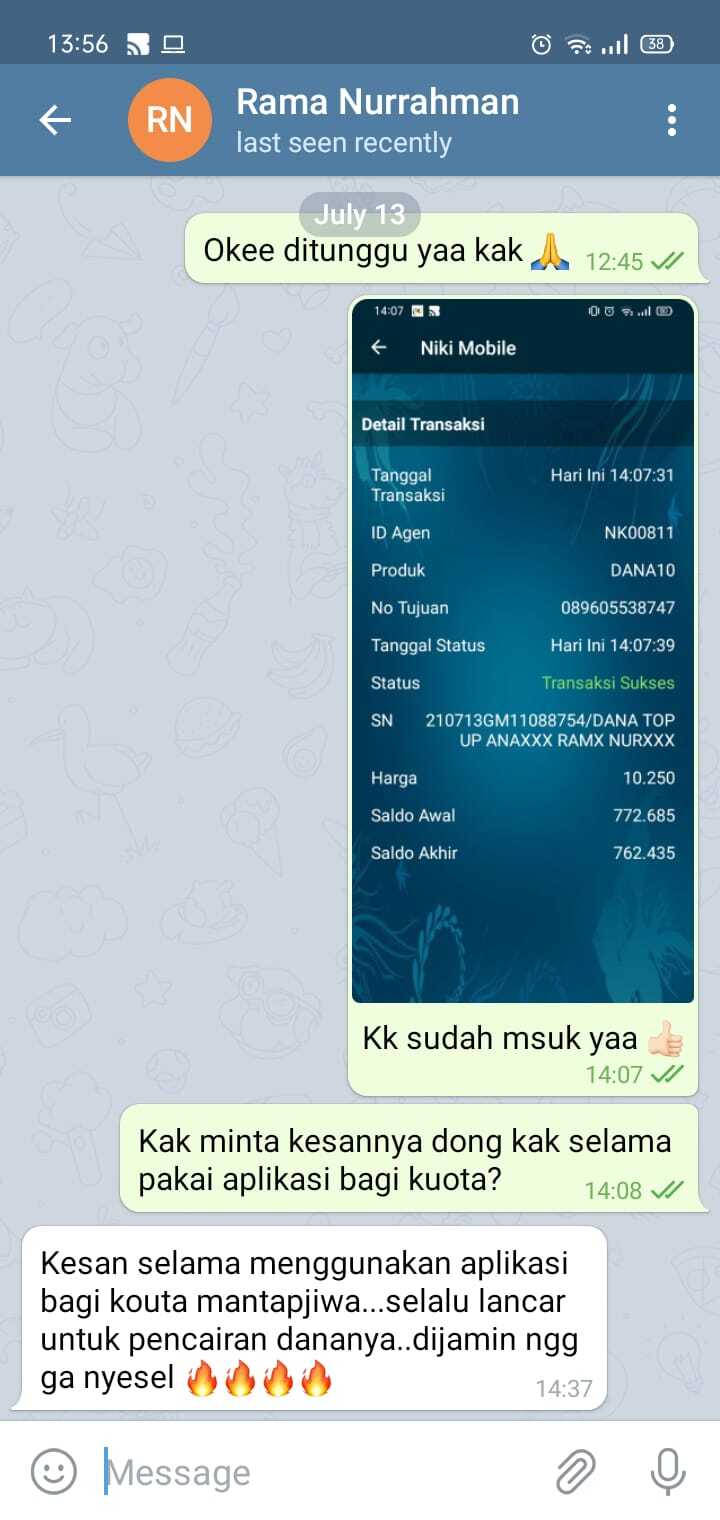 13:56
38
RN
Rama Nurrahman
last seen recently
July 13
Okee ditunggu yaa kak 🙏 12:45
14:07
Niki Mobile
Detail Transaksi
Tanggal Transaksi Hari Ini 14:07:31
ID Agen NK00811
Produk DANA10
No Tujuan 089605538747
Tanggal Status Hari Ini 14:07:39
Status Transaksi Sukses
SN 210713GM11088754/DANA TOP
UP ANAXXX RAMX NURXXX
Harga 10.250
Saldo Awal 772.685
Saldo Akhir 762.435
Kk sudah msuk yaa 👍🏻
14:07
Kak minta kesannya dong kak selama
pakai aplikasi bagi kuota? 14:08
Kesan selama menggunakan aplikasi
bagi kouta mantapjiwa...selalu lancar
untuk pencairan dananya..dijamin ngg
ga nyesel 🔥🔥🔥🔥 14:37
Message